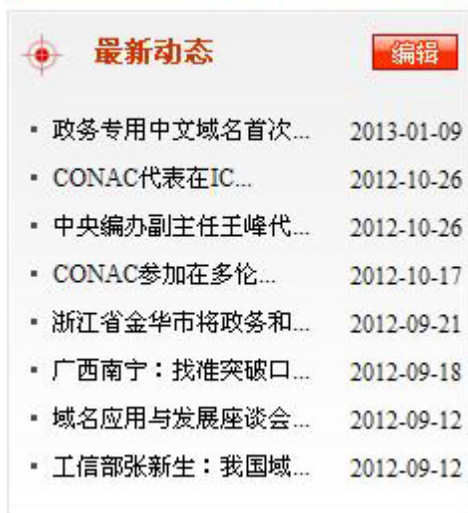 最新动态 编辑
政务专用中文域名首次... 2013-01-09
CONAC代表在IC... 2012-10-26
中央编办副主任王峰代... 2012-10-26
CONAC参加在多伦... 2012-10-17
浙江省金华市将政务和... 2012-09-21
广西南宁：找准突破口... 2012-09-18
域名应用与发展座谈会... 2012-09-12
工信部张新生：我国域... 2012-09-12